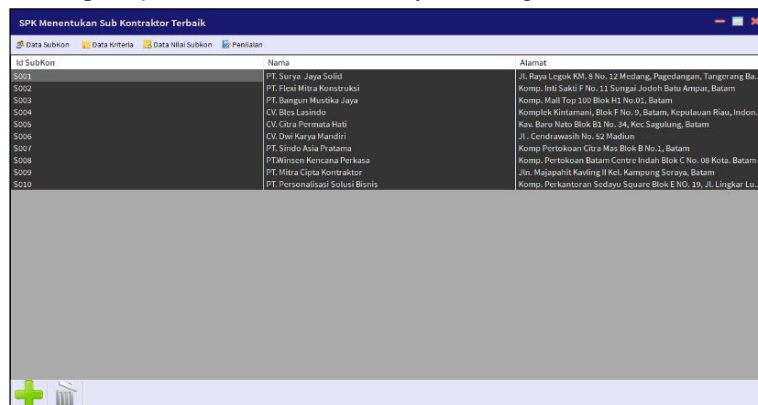 SPK Menentukan Sub Kontraktor Terbaik
Data SubKon Data Kriteria Data Nilai Subkon Penilaian
Id SubKon Nama Alamat
S001 PT. Surya Jaya Solid Jl. Raya Legok KM. 8 No. 12 Medang, Pagedangan, Tangerang Ba...
S002 PT. Flexi Mitra Konstruksi Komp. Inti Sakti F No. 11 Sungai Jodoh Batu Ampar, Batam
S003 PT. Bangun Mustika Jaya Komp. Mall Top 100 Blok H1 No.01, Batam
S004 CV. Bles Lasindo Komplek Kintamani, Blok F No. 9, Batam, Kepulauan Riau, Indon.
S005 CV. Citra Permata Hati Kav. Baru Nato Blok B1 No. 34, Kec Sagulung, Batam
S006 CV. Dwi Karya Mandiri Jl . Cendrawasih No. 52 Madiun
S007 PT. Sindo Asia Pratama Komp Pertokoan Citra Mas Blok B No.1, Batam
S008 PT.Winsen Kencana Perkasa Komp. Pertokoan Batam Centre Indah Blok C No. 08 Kota. Batam
S009 PT. Mitra Cipta Kontraktor Jln. Majapahit Kavling II Kel. Kampung Seraya, Batam
S010 PT. Personalisasi Solusi Bisnis Komp. Perkantoran Sedayu Square Blok E NO. 19, Jl. Lingkar Lu...